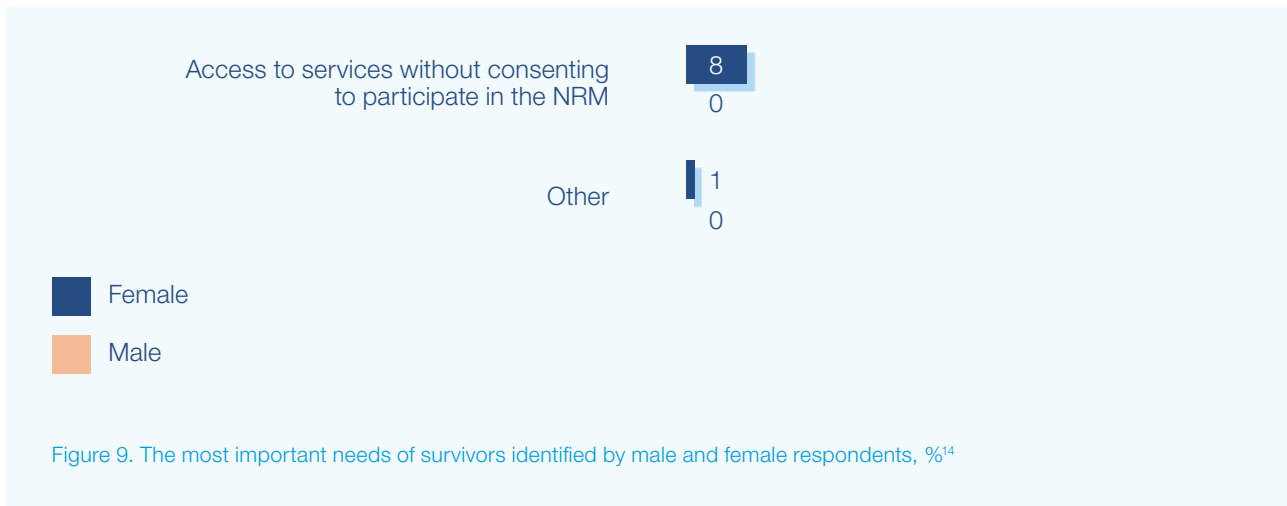 Access to services without consenting
to participate in the NRM
8
0
Other
1
0
Female
Male
Figure 9. The most important needs of survivors identified by male and female respondents, %14